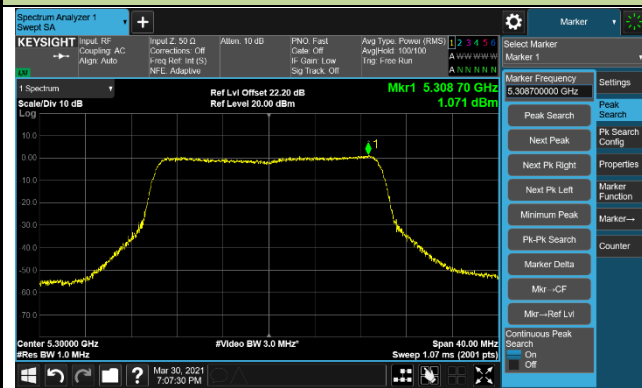 Spectrum Analyzer 1
Swept SA
+
Marker
KEYSIGHT
Input: RF
Coupling: AC
Align: Auto
Input Z: 50 Ω
Corrections: Off
Freq Ref: Int (S)
NFE: Adaptive
Atten: 10 dB
PNO: Fast
Gate: Off
IF Gain: Low
Sig Track: Off
Avg Type: Power (RMS)
Avg|Hold: 100/100
Trig: Free Run
1 2 3 4 5 6
A W W W W W
A N N N N N
LW
Select Marker
Marker 1
1 Spectrum
Scale/Div 10 dB
Log
Ref Lvl Offset 22.20 dB
Ref Level 20.00 dBm
Mkr1 5.308 70 GHz
1.071 dBm
10.0
0.00
10.0
20.0
30.0
40.0
50.0
60.0
70.0
1
Center 5.30000 GHz
#Res BW 1.0 MHz
#Video BW 3.0 MHz*
Span 40.00 MHz
Sweep 1.07 ms (2001 pts)
Marker Frequency
5.308700000 GHz
Peak Search
Next Peak
Next Pk Right
Next Pk Left
Minimum Peak
Pk-Pk Search
Marker Delta
Mkr→CF
Mkr→Ref Lvl
Continuous Peak
Search
On
Off
Settings
Peak
Search
Pk Search
Config
Properties
Marker
Function
Marker→
Counter
?
Mar 30, 2021
7:07:30 PM